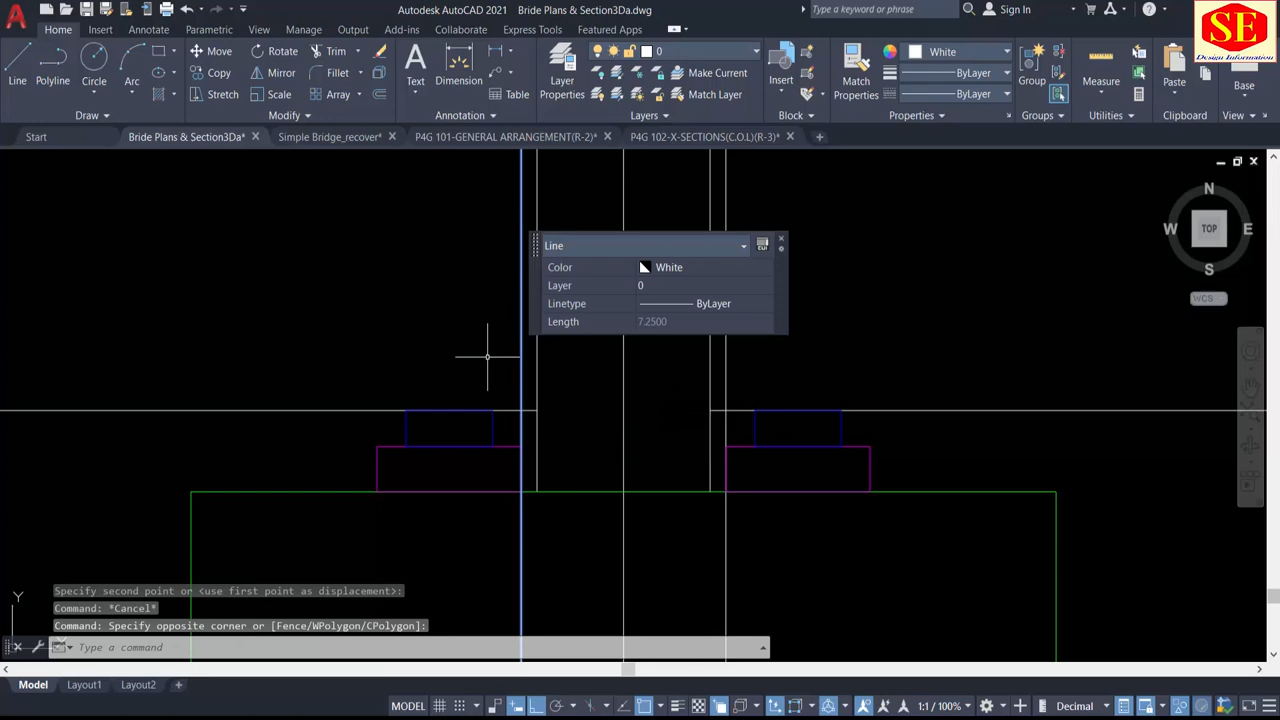 Autodesk AutoCAD 2021 Bride Plans & Section3Da.dwg
Type a keyword or phrase
Sign In
SE
Design Information
Home Insert Annotate Parametric View Manage Output Add-ins Collaborate Express Tools Featured Apps
Line Polyline Circle Arc
Move Rotate Trim
Copy Mirror Fillet
Stretch Scale Array
Text Dimension Table
Layer Properties
0
Make Current
Match Layer
Insert
Match Properties
White
ByLayer
ByLayer
Group
Measure
Paste
Base
Draw Modify Annotation Layers Block Properties Groups Utilities Clipboard View
Start Bride Plans & Section3Da* Simple Bridge_recover* P4G 101-GENERAL ARRANGEMENT(R-2)* P4G 102-X-SECTIONS(C.O.L)(R-3)*
N
W TOP E
S
WCS
Line
Color White
Layer 0
Linetype ByLayer
Length 7.2500
Y
Specify second point or <use first point as displacement>:
Command: *Cancel*
Command: Specify opposite corner or [Fence/WPolygon/CPolygon]:
Type a command
Model Layout1 Layout2
MODEL 1:1 / 100% Decimal